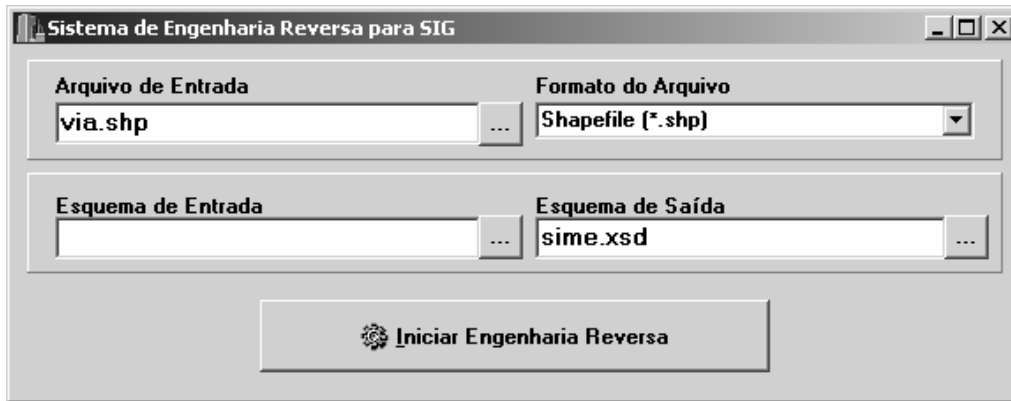 Sistema de Engenharia Reversa para SIG
Arquivo de Entrada
Formato do Arquivo
via.shp
...
Shapefile (*.shp)
Esquema de Entrada
Esquema de Saída
...
sime.xsd
...
Iniciar Engenharia Reversa